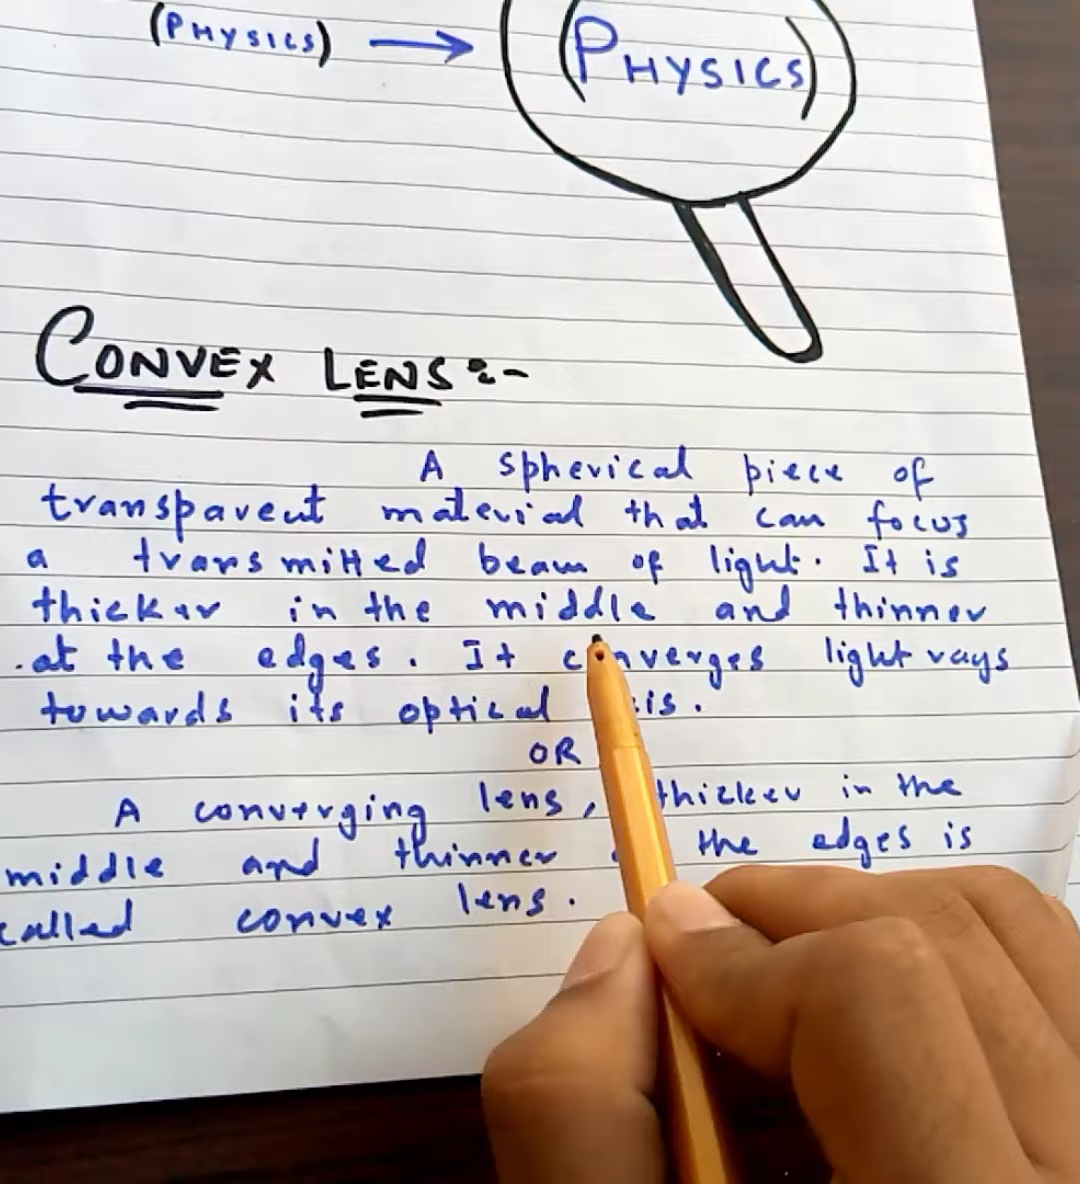 (PHYSICS) → (PHYSICS)
CONVEX LENS:-
A spherical piece of
transparent material that can focus
a transmitted beam of light. It is
thicker in the middle and thinner
at the edges. It converges light rays
towards its optical
OR
A converging lens, thicker in the
middle and thinner the edges is
called convex lens.